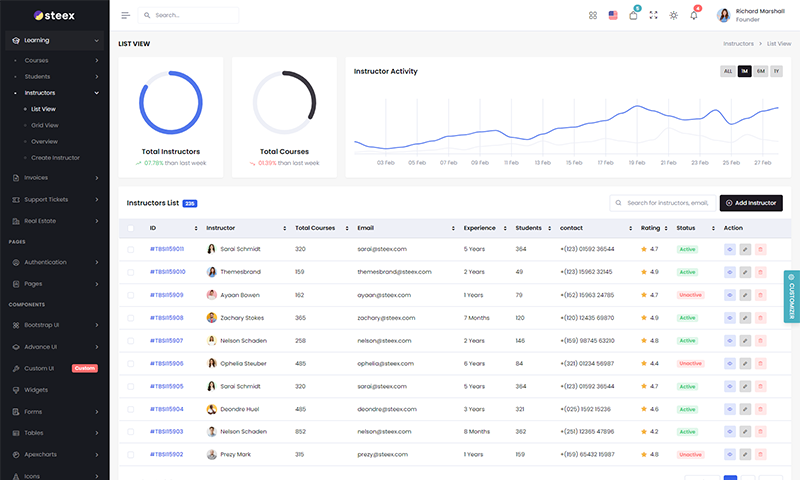 steex
Search...
5
4
Richard Marshall
Founder
Learning
Courses
Students
Instructors
List View
Grid View
Overview
Create Instructor
Invoices
Support Tickets
Real Estate
PAGES
Authentication
Pages
COMPONENTS
Bootstrap UI
Advance UI
Custom UI Custom
Widgets
Forms
Tables
Apexcharts
Icons
LIST VIEW
Instructors > List View
Total Instructors
07.78% than last week
Total Courses
01.39% than last week
Instructor Activity
ALL 1M 6M 1Y
03 Feb 05 Feb 07 Feb 09 Feb 11 Feb 13 Feb 15 Feb 17 Feb 19 Feb 21 Feb 23 Feb 25 Feb 27 Feb
Instructors List 235
Search for instructors, email,
Add Instructor
ID Instructor Total Courses Email Experience Students contact Rating Status Action
#TBSI159011 Sarai Schmidt 320 sarai@steex.com 5 Years 364 +(123) 01592 36544 4.7 Active
#TBSI159010 Themesbrand 159 themesbrand@steex.com 2 Years 49 +(123) 15962 32145 4.9 Active
#TBSI15909 Ayaan Bowen 162 ayaan@steex.com 1 Years 79 +(152) 15963 24785 4.7 Unactive
#TBSI15908 Zachary Stokes 365 zachary@steex.com 7 Months 120 +(120) 12435 69870 4.9 Active
#TBSI15907 Nelson Schaden 258 nelson@steex.com 2 Years 146 +(159) 98745 63210 4.8 Active
#TBSI15906 Ophelia Steuber 485 ophelia@steex.com 6 Years 84 +(321) 01234 56987 4.4 Unactive
#TBSI15905 Sarai Schmidt 320 sarai@steex.com 5 Years 364 +(123) 01592 36544 4.7 Active
#TBSI15904 Deondre Huel 485 deondre@steex.com 3 Years 321 +(025) 1592 15236 4.6 Active
#TBSI15903 Nelson Schaden 852 nelson@steex.com 8 Months 362 +(251) 12365 47896 4.2 Active
#TBSI15902 Prezy Mark 315 prezy@steex.com 1 Years 159 +(159) 65432 15987 4.8 Unactive
CUSTOMIZER